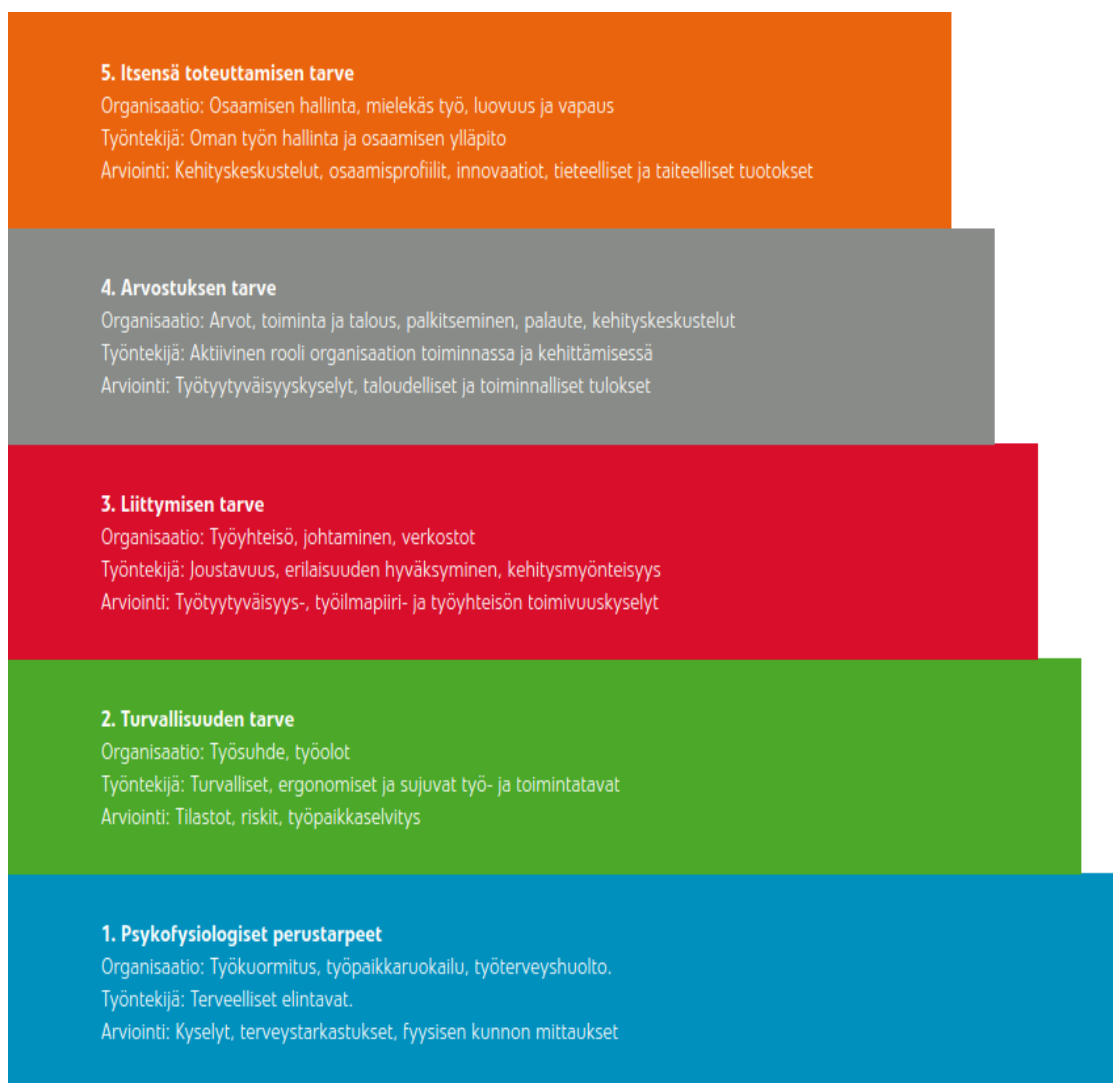 5. Itsensä toteuttamisen tarve
Organisaatio: Osaamisen hallinta, mielekäs työ, luovuus ja vapaus
Työntekijä: Oman työn hallinta ja osaamisen ylläpito
Arviointi: Kehityskeskustelut, osaamisprofiilit, innovaatiot, tieteelliset ja taiteelliset tuotokset
4. Arvostuksen tarve
Organisaatio: Arvot, toiminta ja talous, palkitseminen, palaute, kehityskeskustelut
Työntekijä: Aktiivinen rooli organisaation toiminnassa ja kehittämisessä
Arviointi: Työtyytyväisyyskyselyt, taloudelliset ja toiminnalliset tulokset
3. Liittymisen tarve
Organisaatio: Työyhteisö, johtaminen, verkostot
Työntekijä: Joustavuus, erilaisuuden hyväksyminen, kehitysmyönteisyys
Arviointi: Työtyytyväisyys-, työilmapiiri- ja työyhteisön toimivuuskyselyt
2. Turvallisuuden tarve
Organisaatio: Työsuhde, työolot
Työntekijä: Turvalliset, ergonomiset ja sujuvat työ- ja toimintatavat
Arviointi: Tilastot, riskit, työpaikkaselvitys
1. Psykofysiologiset perustarpeet
Organisaatio: Työkuormitus, työpaikkaruokailu, työterveyshuolto.
Työntekijä: Terveelliset elintavat.
Arviointi: Kyselyt, terveystarkastukset, fyysisen kunnon mittaukset